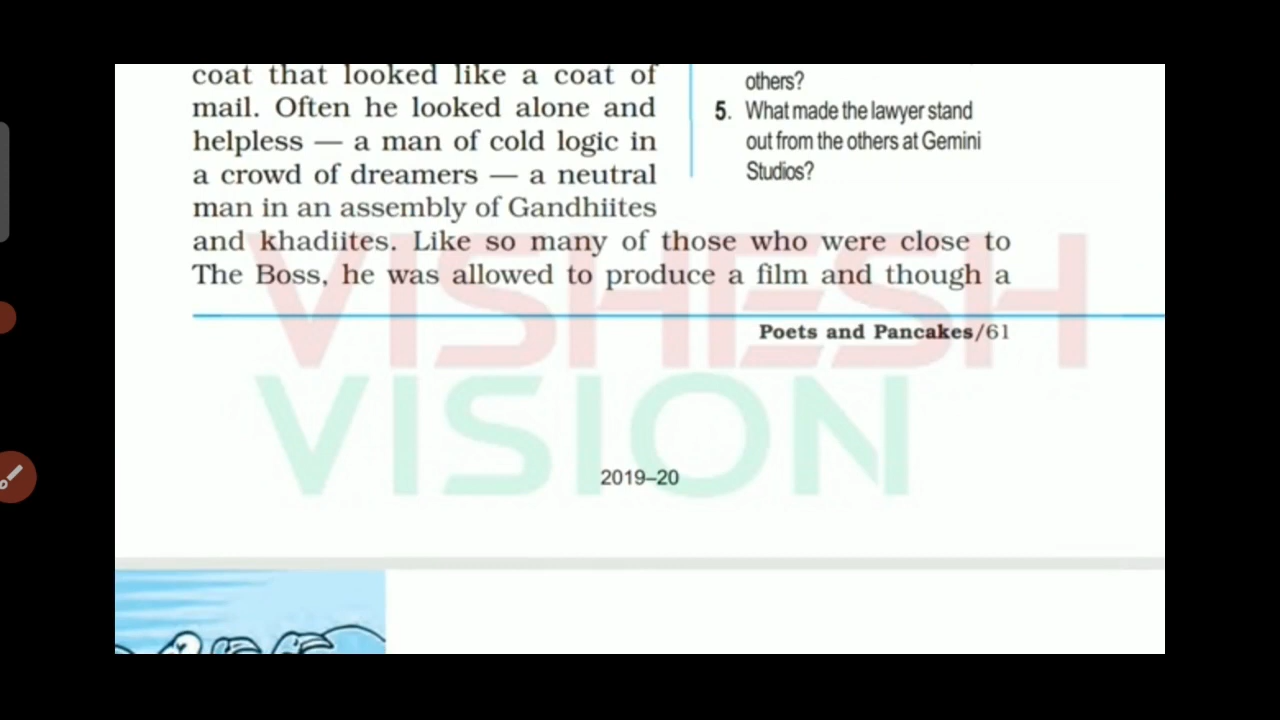 coat that looked like a coat of
mail. Often he looked alone and
helpless — a man of cold logic in
a crowd of dreamers — a neutral
man in an assembly of Gandhiites
and khadiites. Like so many of those who were close to
The Boss, he was allowed to produce a film and though a
others?
5. What made the lawyer stand
out from the others at Gemini
Studios?
Poets and Pancakes/61
VISHESH
VISION
2019–20